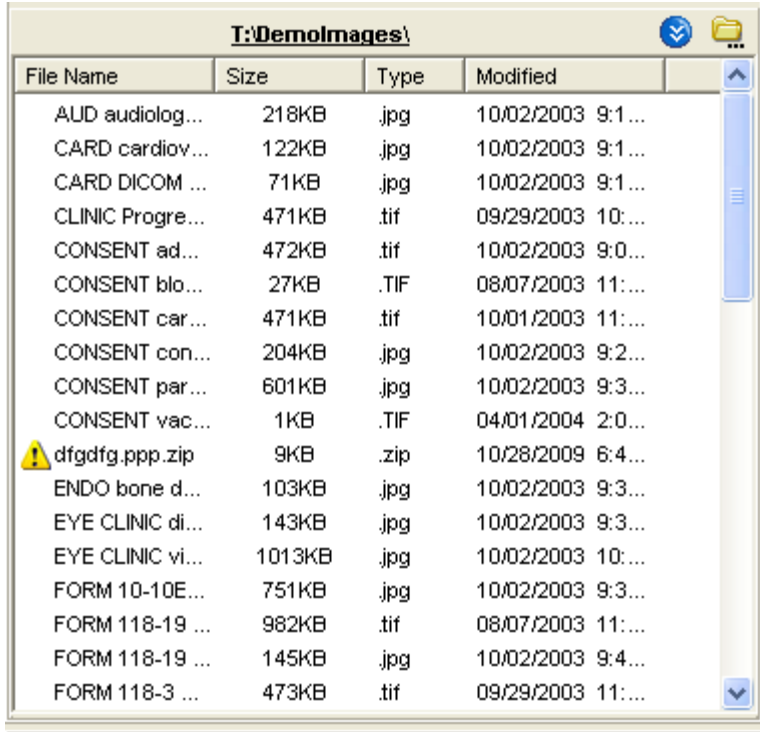 T:\DemoImages\
File Name Size Type Modified
AUD audiolog... 218KB .jpg 10/02/2003 9:1...
CARD cardiov... 122KB .jpg 10/02/2003 9:1...
CARD DICOM ... 71KB .jpg 10/02/2003 9:1...
CLINIC Progre... 471KB .tif 09/29/2003 10:...
CONSENT ad... 472KB .tif 10/02/2003 9:0...
CONSENT blo... 27KB .TIF 08/07/2003 11:...
CONSENT car... 471KB .tif 10/01/2003 11:...
CONSENT con... 204KB .jpg 10/02/2003 9:2...
CONSENT par... 601KB .jpg 10/02/2003 9:3...
CONSENT vac... 1KB .TIF 04/01/2004 2:0...
dfgdfg.ppp.zip 9KB .zip 10/28/2009 6:4...
ENDO bone d... 103KB .jpg 10/02/2003 9:3...
EYE CLINIC di... 143KB .jpg 10/02/2003 9:3...
EYE CLINIC vi... 1013KB .jpg 10/02/2003 10:...
FORM 10-10E... 751KB .jpg 10/02/2003 9:3...
FORM 118-19 ... 982KB .tif 08/07/2003 11:...
FORM 118-19 ... 145KB .jpg 10/02/2003 9:4...
FORM 118-3 ... 473KB .tif 09/29/2003 11:...